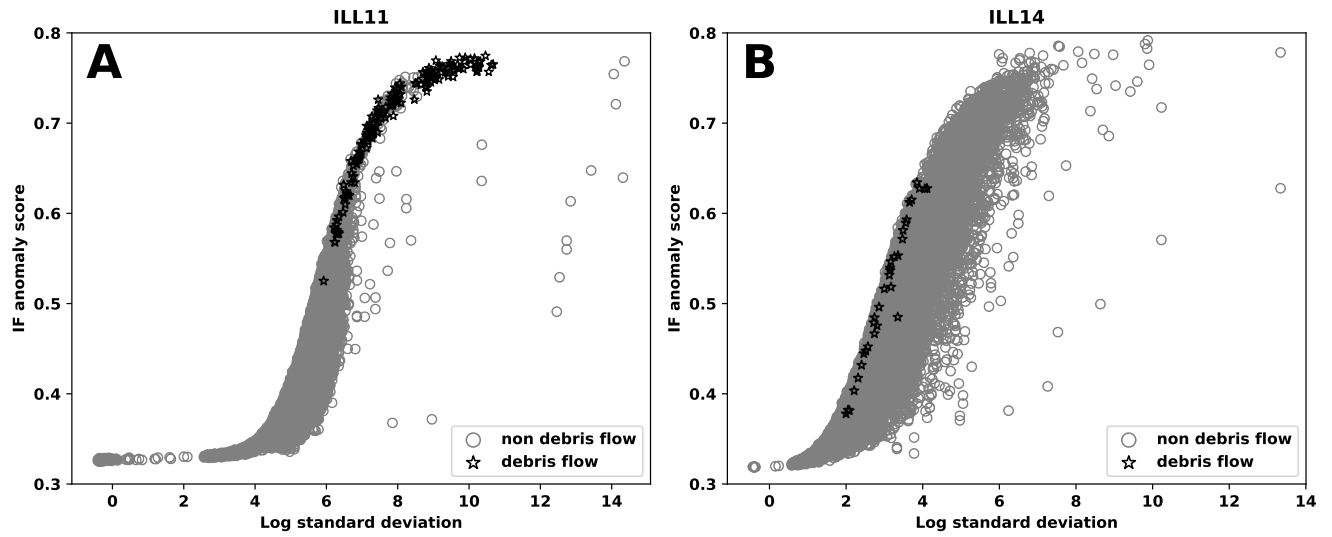 ILL11
A
0.8
0.7
0.6
0.5
0.4
0.3
IF anomaly score
0 2 4 6 8 10 12 14
Log standard deviation
non debris flow
debris flow
ILL14
B
0.8
0.7
0.6
0.5
0.4
0.3
IF anomaly score
0 2 4 6 8 10 12 14
Log standard deviation
non debris flow
debris flow